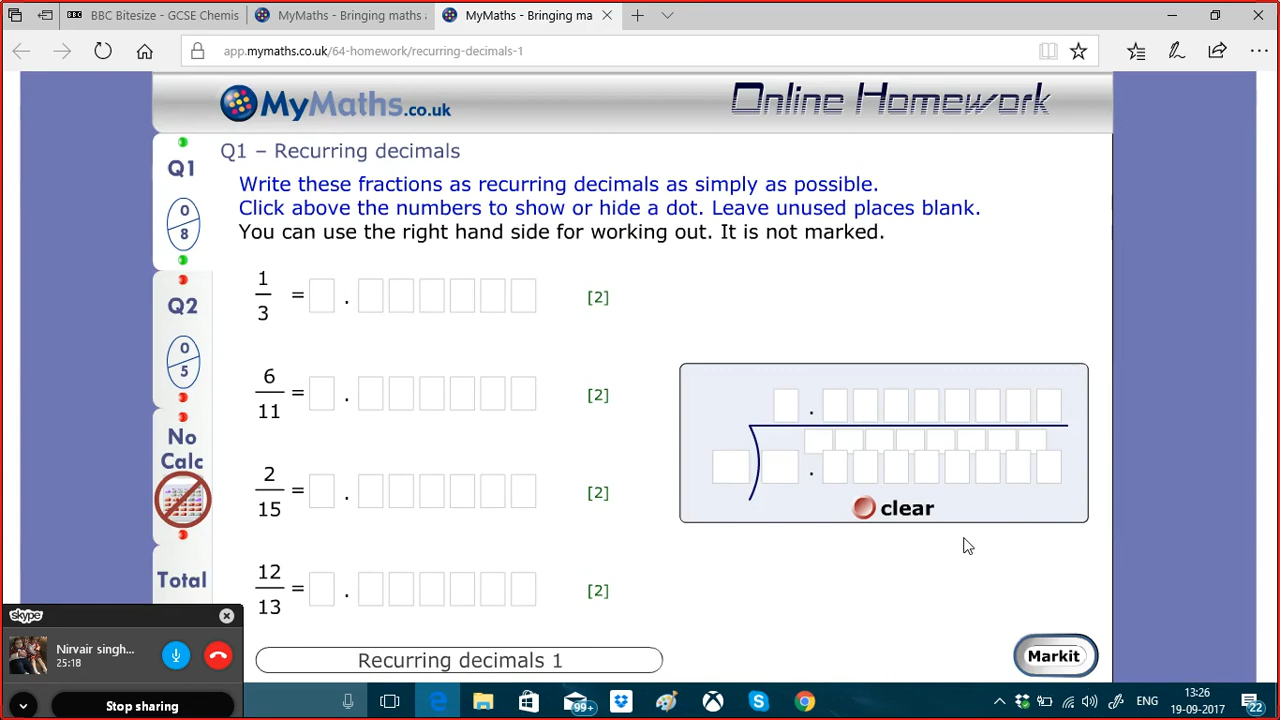 BBC Bitesize - GCSE Chemis
MyMaths - Bringing maths a
MyMaths - Bringing ma
app.mymaths.co.uk/64-homework/recurring-decimals-1
MyMaths.co.uk
Online Homework
Q1
0
8
Q2
0
5
No
Calc
Total
Q1 – Recurring decimals
Write these fractions as recurring decimals as simply as possible.
Click above the numbers to show or hide a dot. Leave unused places blank.
You can use the right hand side for working out. It is not marked.
1
3
= . [2]
6
11
= . [2]
2
15
= . [2]
12
13
= . [2]
.
.
clear
Recurring decimals 1
Markit
skype
Nirvair singh...
25:18
Stop sharing
99+
ENG
13:26
19-09-2017
22